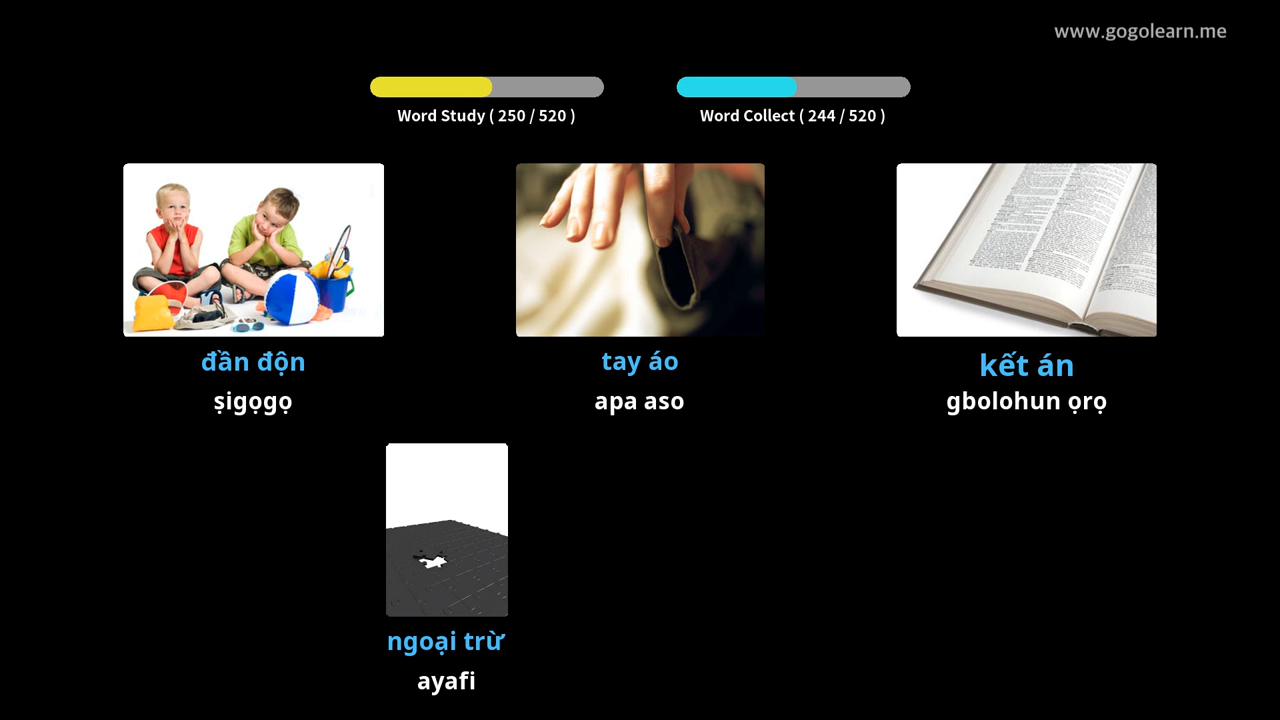 www.gogolearn.me
Word Study ( 250 / 520 )
Word Collect ( 244 / 520 )
đần độn
ṣigọgọ
tay áo
apa aso
kết án
gbolohun ọrọ
ngoại trừ
ayafi